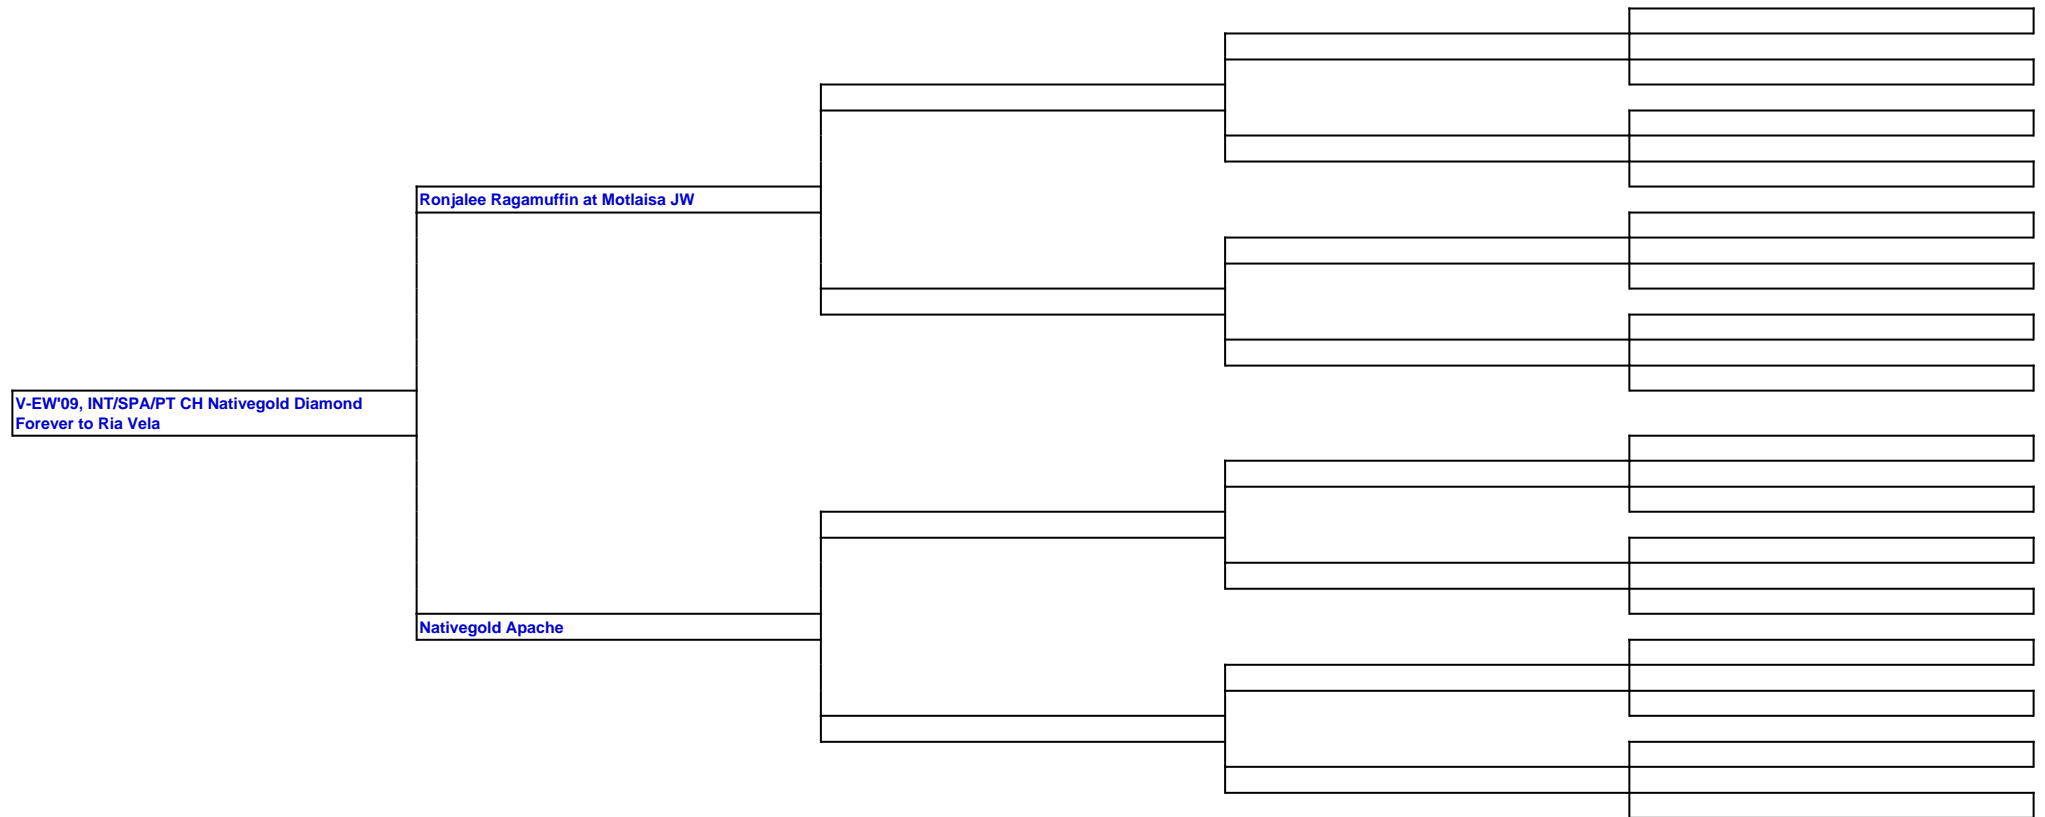 Ronjalee Ragamuffin at Motlaisa JW
V-EW'09, INT/SPA/PT CH Nativegold Diamond
Forever to Ria Vela
Nativegold Apache